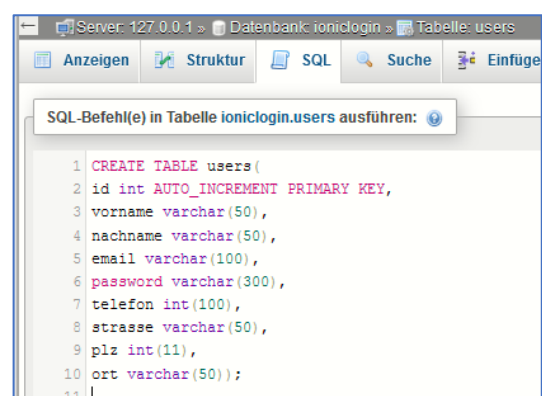 ← Server: 127.0.0.1 » Datenbank: ioniclogin » Tabelle: users
Anzeigen Struktur SQL Suche Einfüge
SQL-Befehl(e) in Tabelle ioniclogin.users ausführen:
1 CREATE TABLE users(
2 id int AUTO_INCREMENT PRIMARY KEY,
3 vorname varchar(50),
4 nachname varchar(50),
5 email varchar(100),
6 password varchar(300),
7 telefon int(100),
8 strasse varchar(50),
9 plz int(11),
10 ort varchar(50));
11